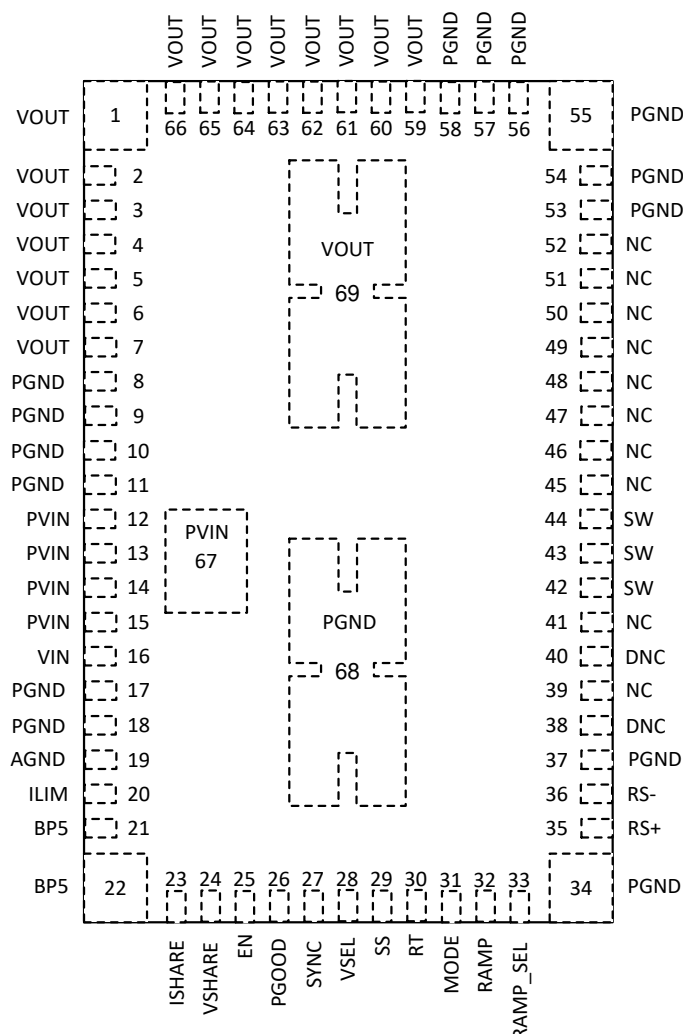 VOUT
VOUT
VOUT
VOUT
VOUT
VOUT
VOUT
VOUT
PGND
PGND
PGND
66
65
64
63
62
61
60
59
58
57
56
VOUT 1
55 PGND
VOUT 2
54 PGND
VOUT 3
53 PGND
VOUT 4
52 NC
VOUT 5
51 NC
VOUT 6
50 NC
VOUT 7
49 NC
PGND 8
48 NC
PGND 9
47 NC
PGND 10
46 NC
PGND 11
45 NC
PVIN 12
44 SW
PVIN 13
43 SW
PVIN 14
42 SW
PVIN 15
41 NC
VIN 16
40 DNC
PGND 17
39 NC
PGND 18
38 DNC
AGND 19
37 PGND
ILIM 20
36 RS-
BP5 21
35 RS+
BP5 22
34 PGND
VOUT
69
PVIN
67
PGND
68
23
24
25
26
27
28
29
30
31
32
33
ISHARE
VSHARE
EN
PGOOD
SYNC
VSEL
SS
RT
MODE
RAMP
RAMP_SEL